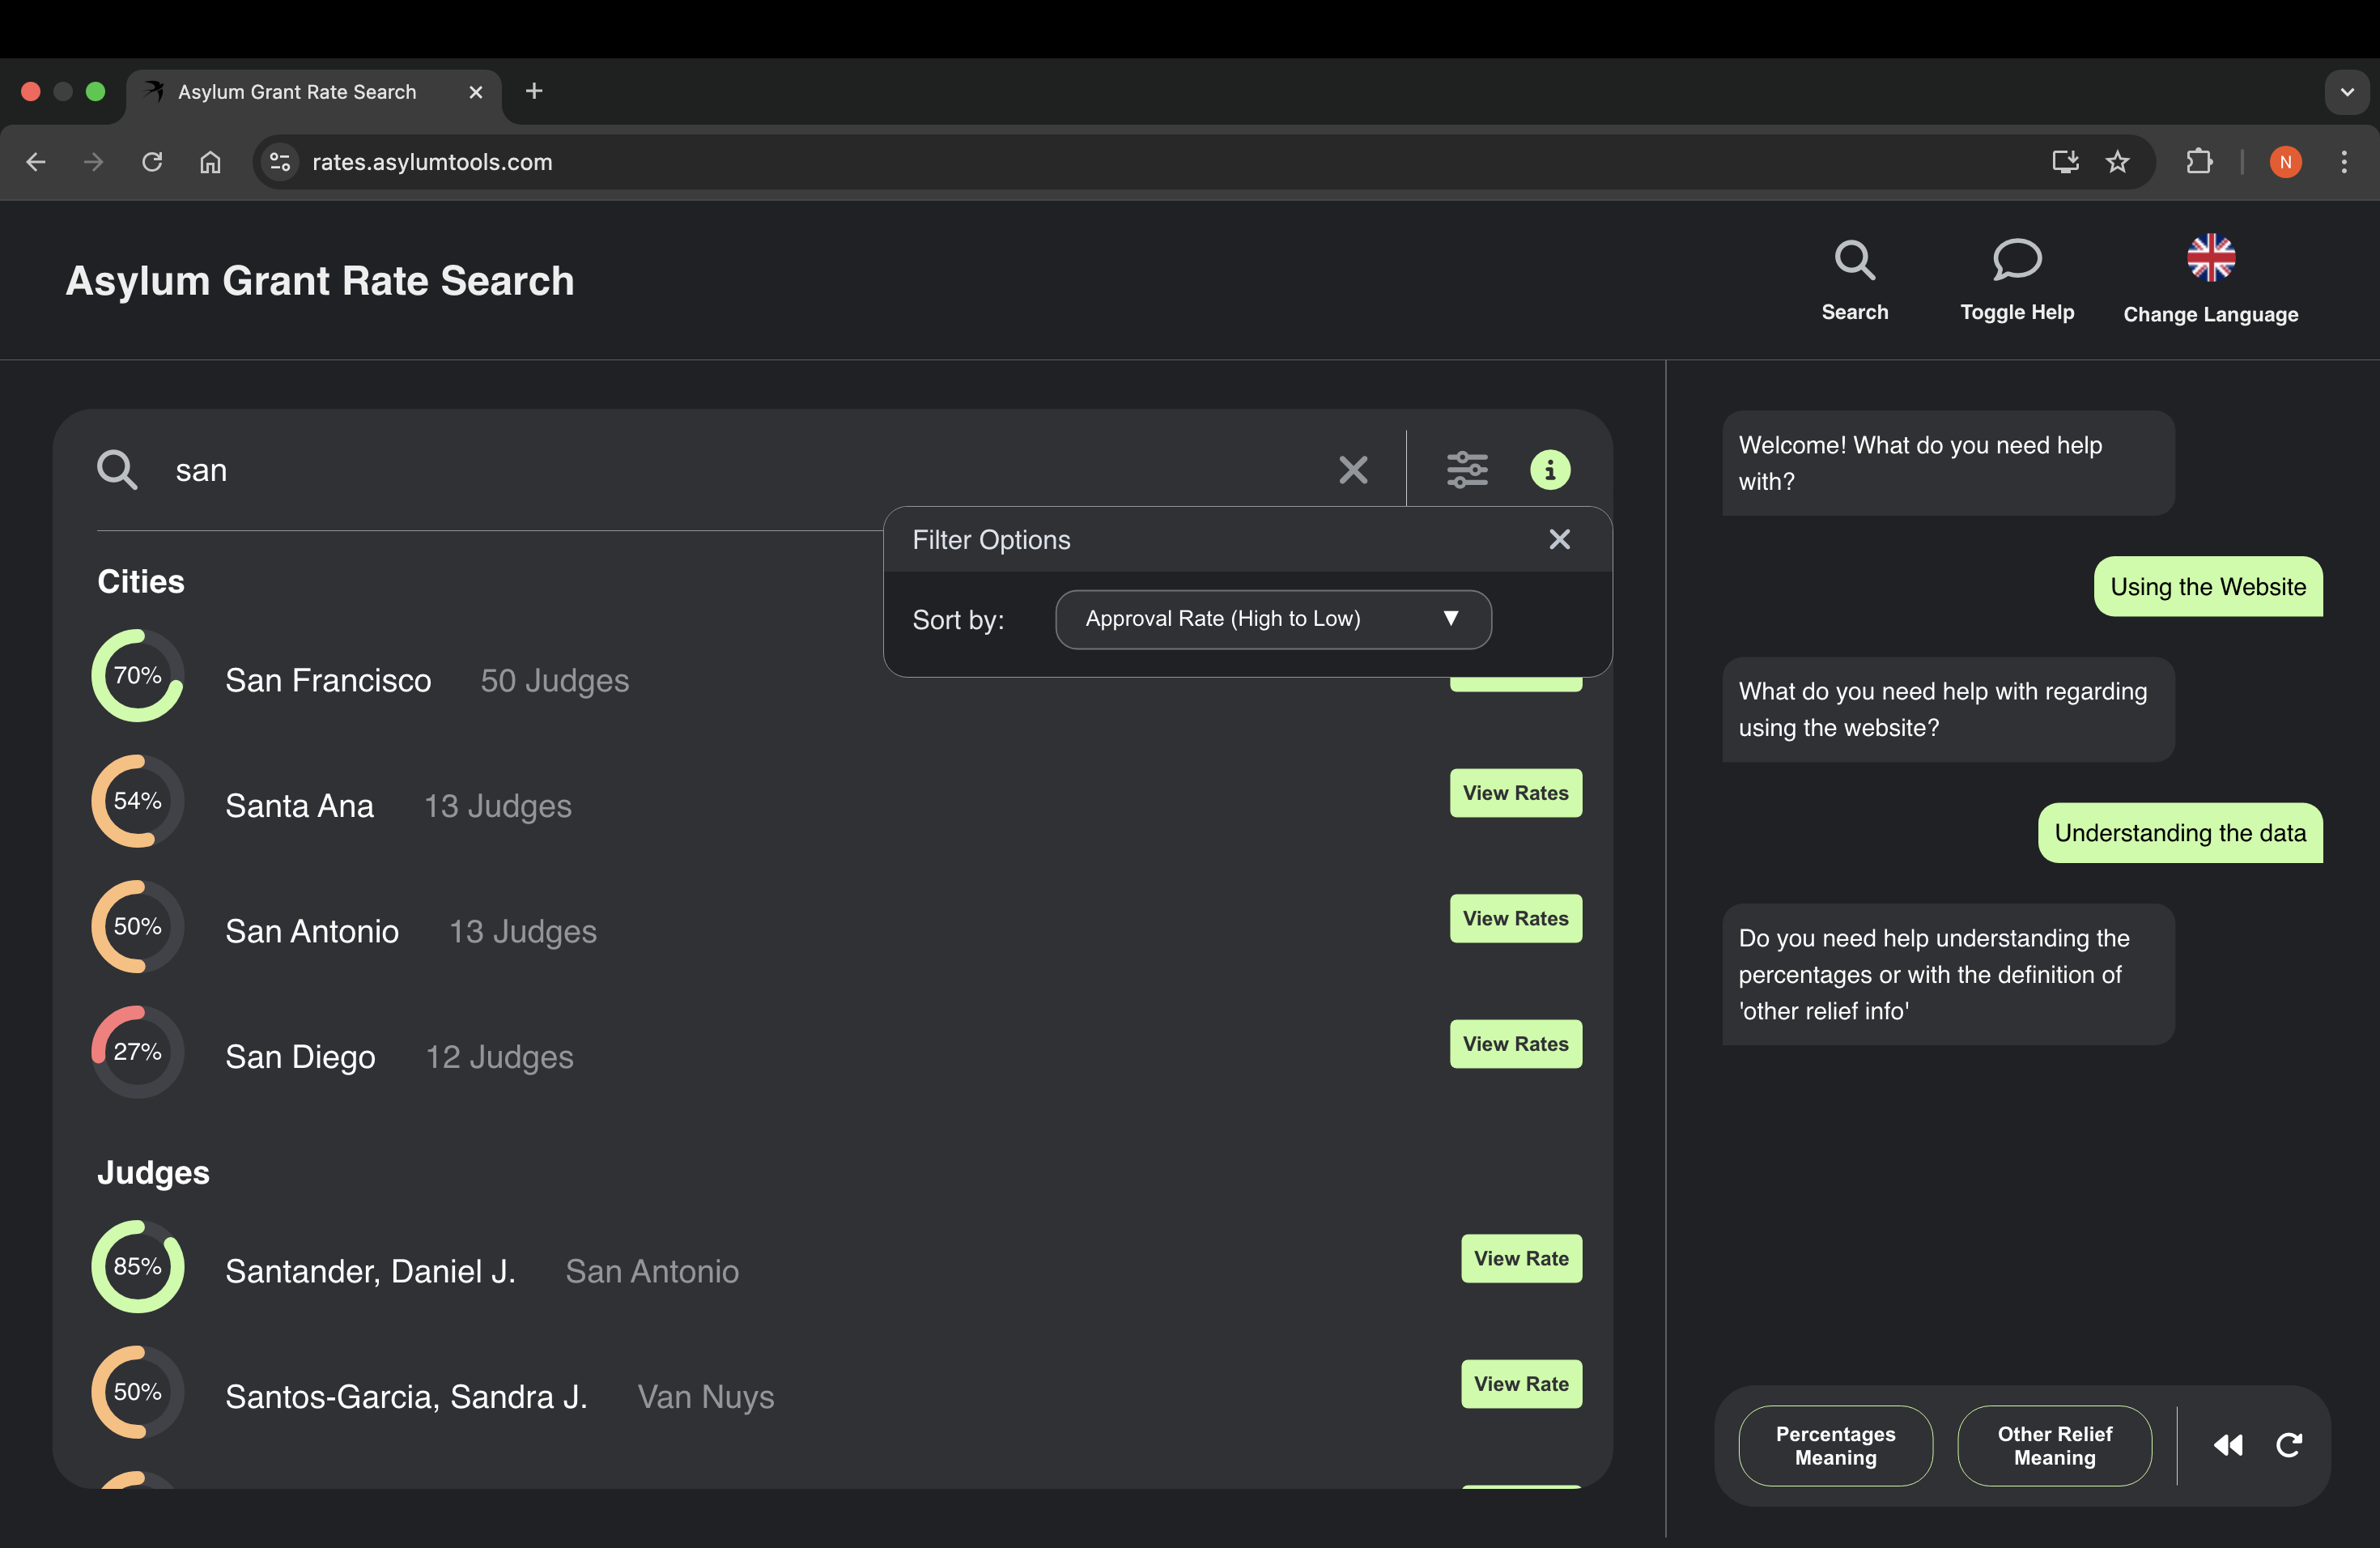 Asylum Grant Rate Search
rates.asylumtools.com
N
Asylum Grant Rate Search
Search
Toggle Help
Change Language
san
Filter Options
Sort by:
Approval Rate (High to Low)
Cities
70%
San Francisco
50 Judges
54%
Santa Ana
13 Judges
View Rates
50%
San Antonio
13 Judges
View Rates
27%
San Diego
12 Judges
View Rates
Judges
85%
Santander, Daniel J.
San Antonio
View Rate
50%
Santos-Garcia, Sandra J.
Van Nuys
View Rate
Welcome! What do you need help
with?
Using the Website
What do you need help with regarding
using the website?
Understanding the data
Do you need help understanding the
percentages or with the definition of
'other relief info'
Percentages
Meaning
Other Relief
Meaning